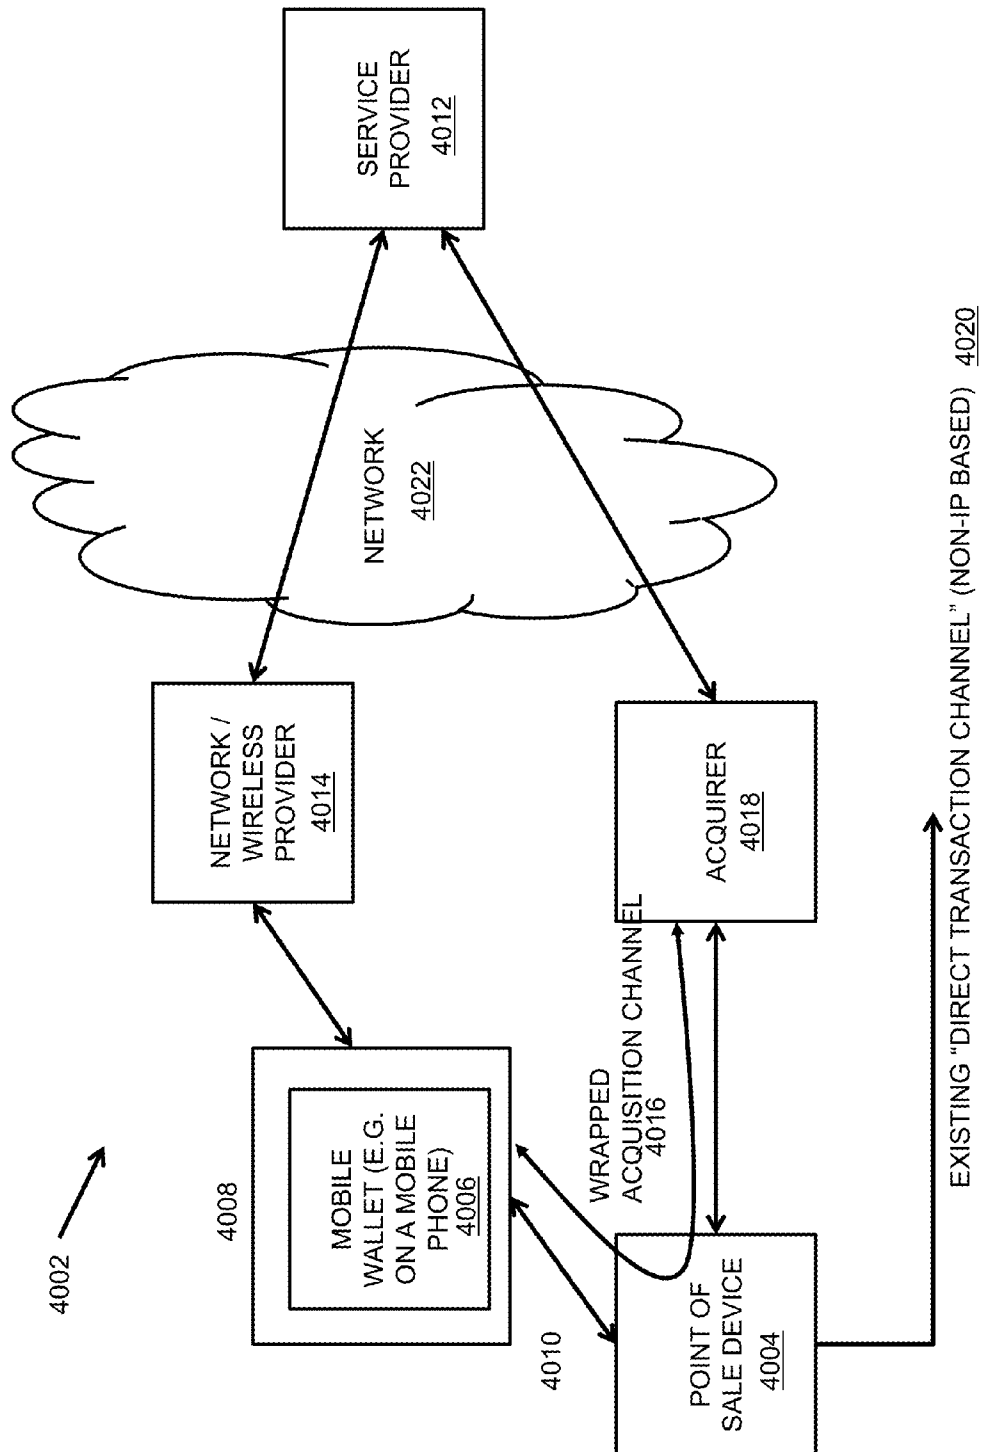 4002
4008
MOBILE
WALLET (E.G.
ON A MOBILE
PHONE)
4006
NETWORK /
WIRELESS
PROVIDER
4014
NETWORK
4022
SERVICE
PROVIDER
4012
4010
WRAPPED
ACQUISITION CHANNEL
4016
POINT OF
SALE DEVICE
4004
ACQUIRER
4018
EXISTING “DIRECT TRANSACTION CHANNEL” (NON-IP BASED) 4020